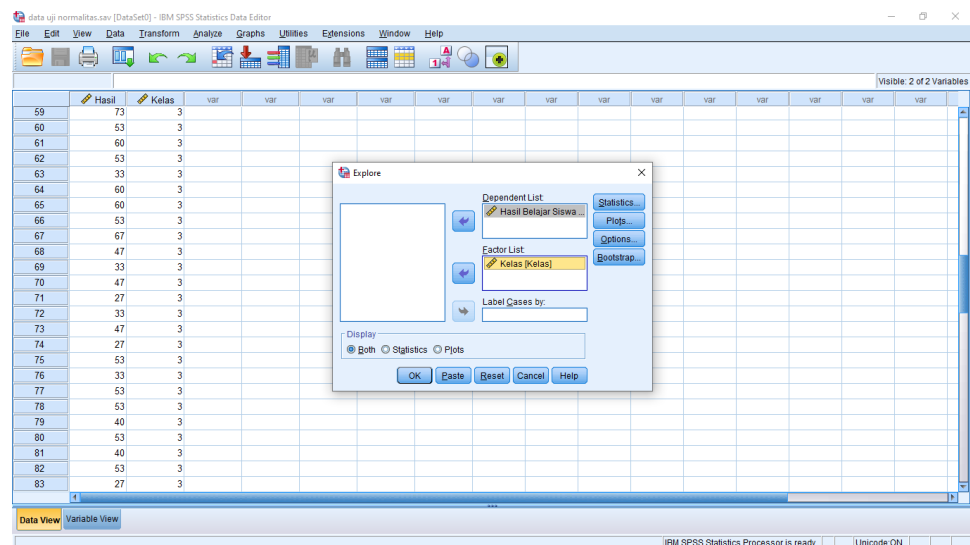 data uji normalitas.sav [DataSet0] - IBM SPSS Statistics Data Editor
File Edit View Data Transform Analyze Graphs Utilities Extensions Window Help
Visible: 2 of 2 Variables
Hasil Kelas var var var var var var var var var var var var var var
59 73 3
60 53 3
61 60 3
62 53 3
63 33 3
64 60 3
65 60 3
66 53 3
67 67 3
68 47 3
69 33 3
70 47 3
71 27 3
72 33 3
73 47 3
74 27 3
75 53 3
76 33 3
77 53 3
78 53 3
79 40 3
80 53 3
81 40 3
82 53 3
83 27 3
Explore
Dependent List:
Hasil Belajar Siswa ...
Factor List:
Kelas [Kelas]
Label Cases by:
Statistics...
Plots...
Options...
Bootstrap...
Display
Both Statistics Plots
OK Paste Reset Cancel Help
Data View Variable View
IBM SPSS Statistics Processor is ready Unicode:ON